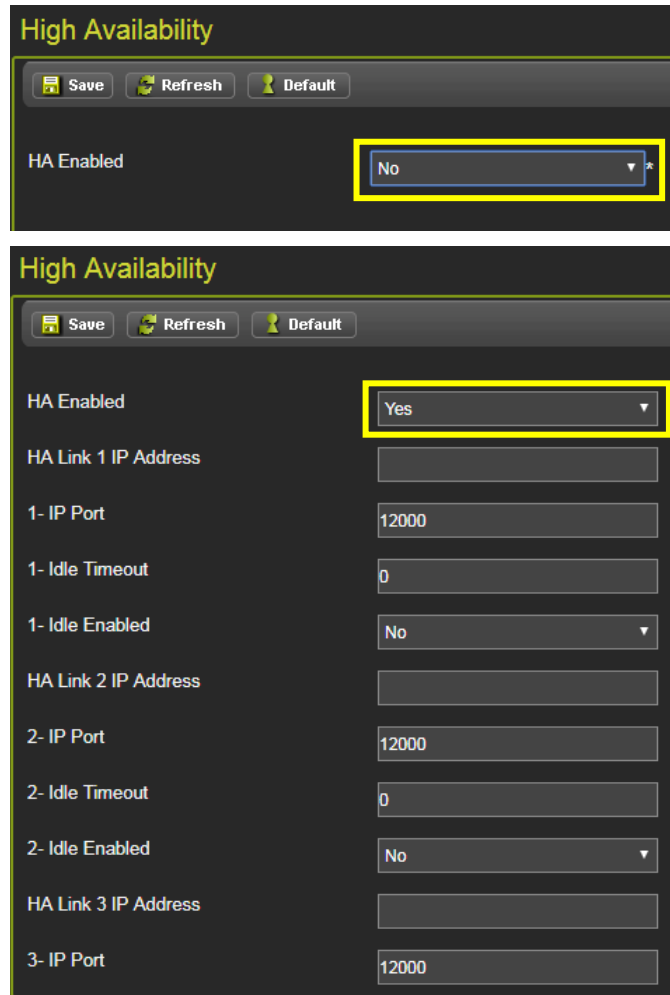 High Availability
Save Refresh Default
HA Enabled No *
High Availability
Save Refresh Default
HA Enabled Yes
HA Link 1 IP Address
1- IP Port 12000
1- Idle Timeout 0
1- Idle Enabled No
HA Link 2 IP Address
2- IP Port 12000
2- Idle Timeout 0
2- Idle Enabled No
HA Link 3 IP Address
3- IP Port 12000